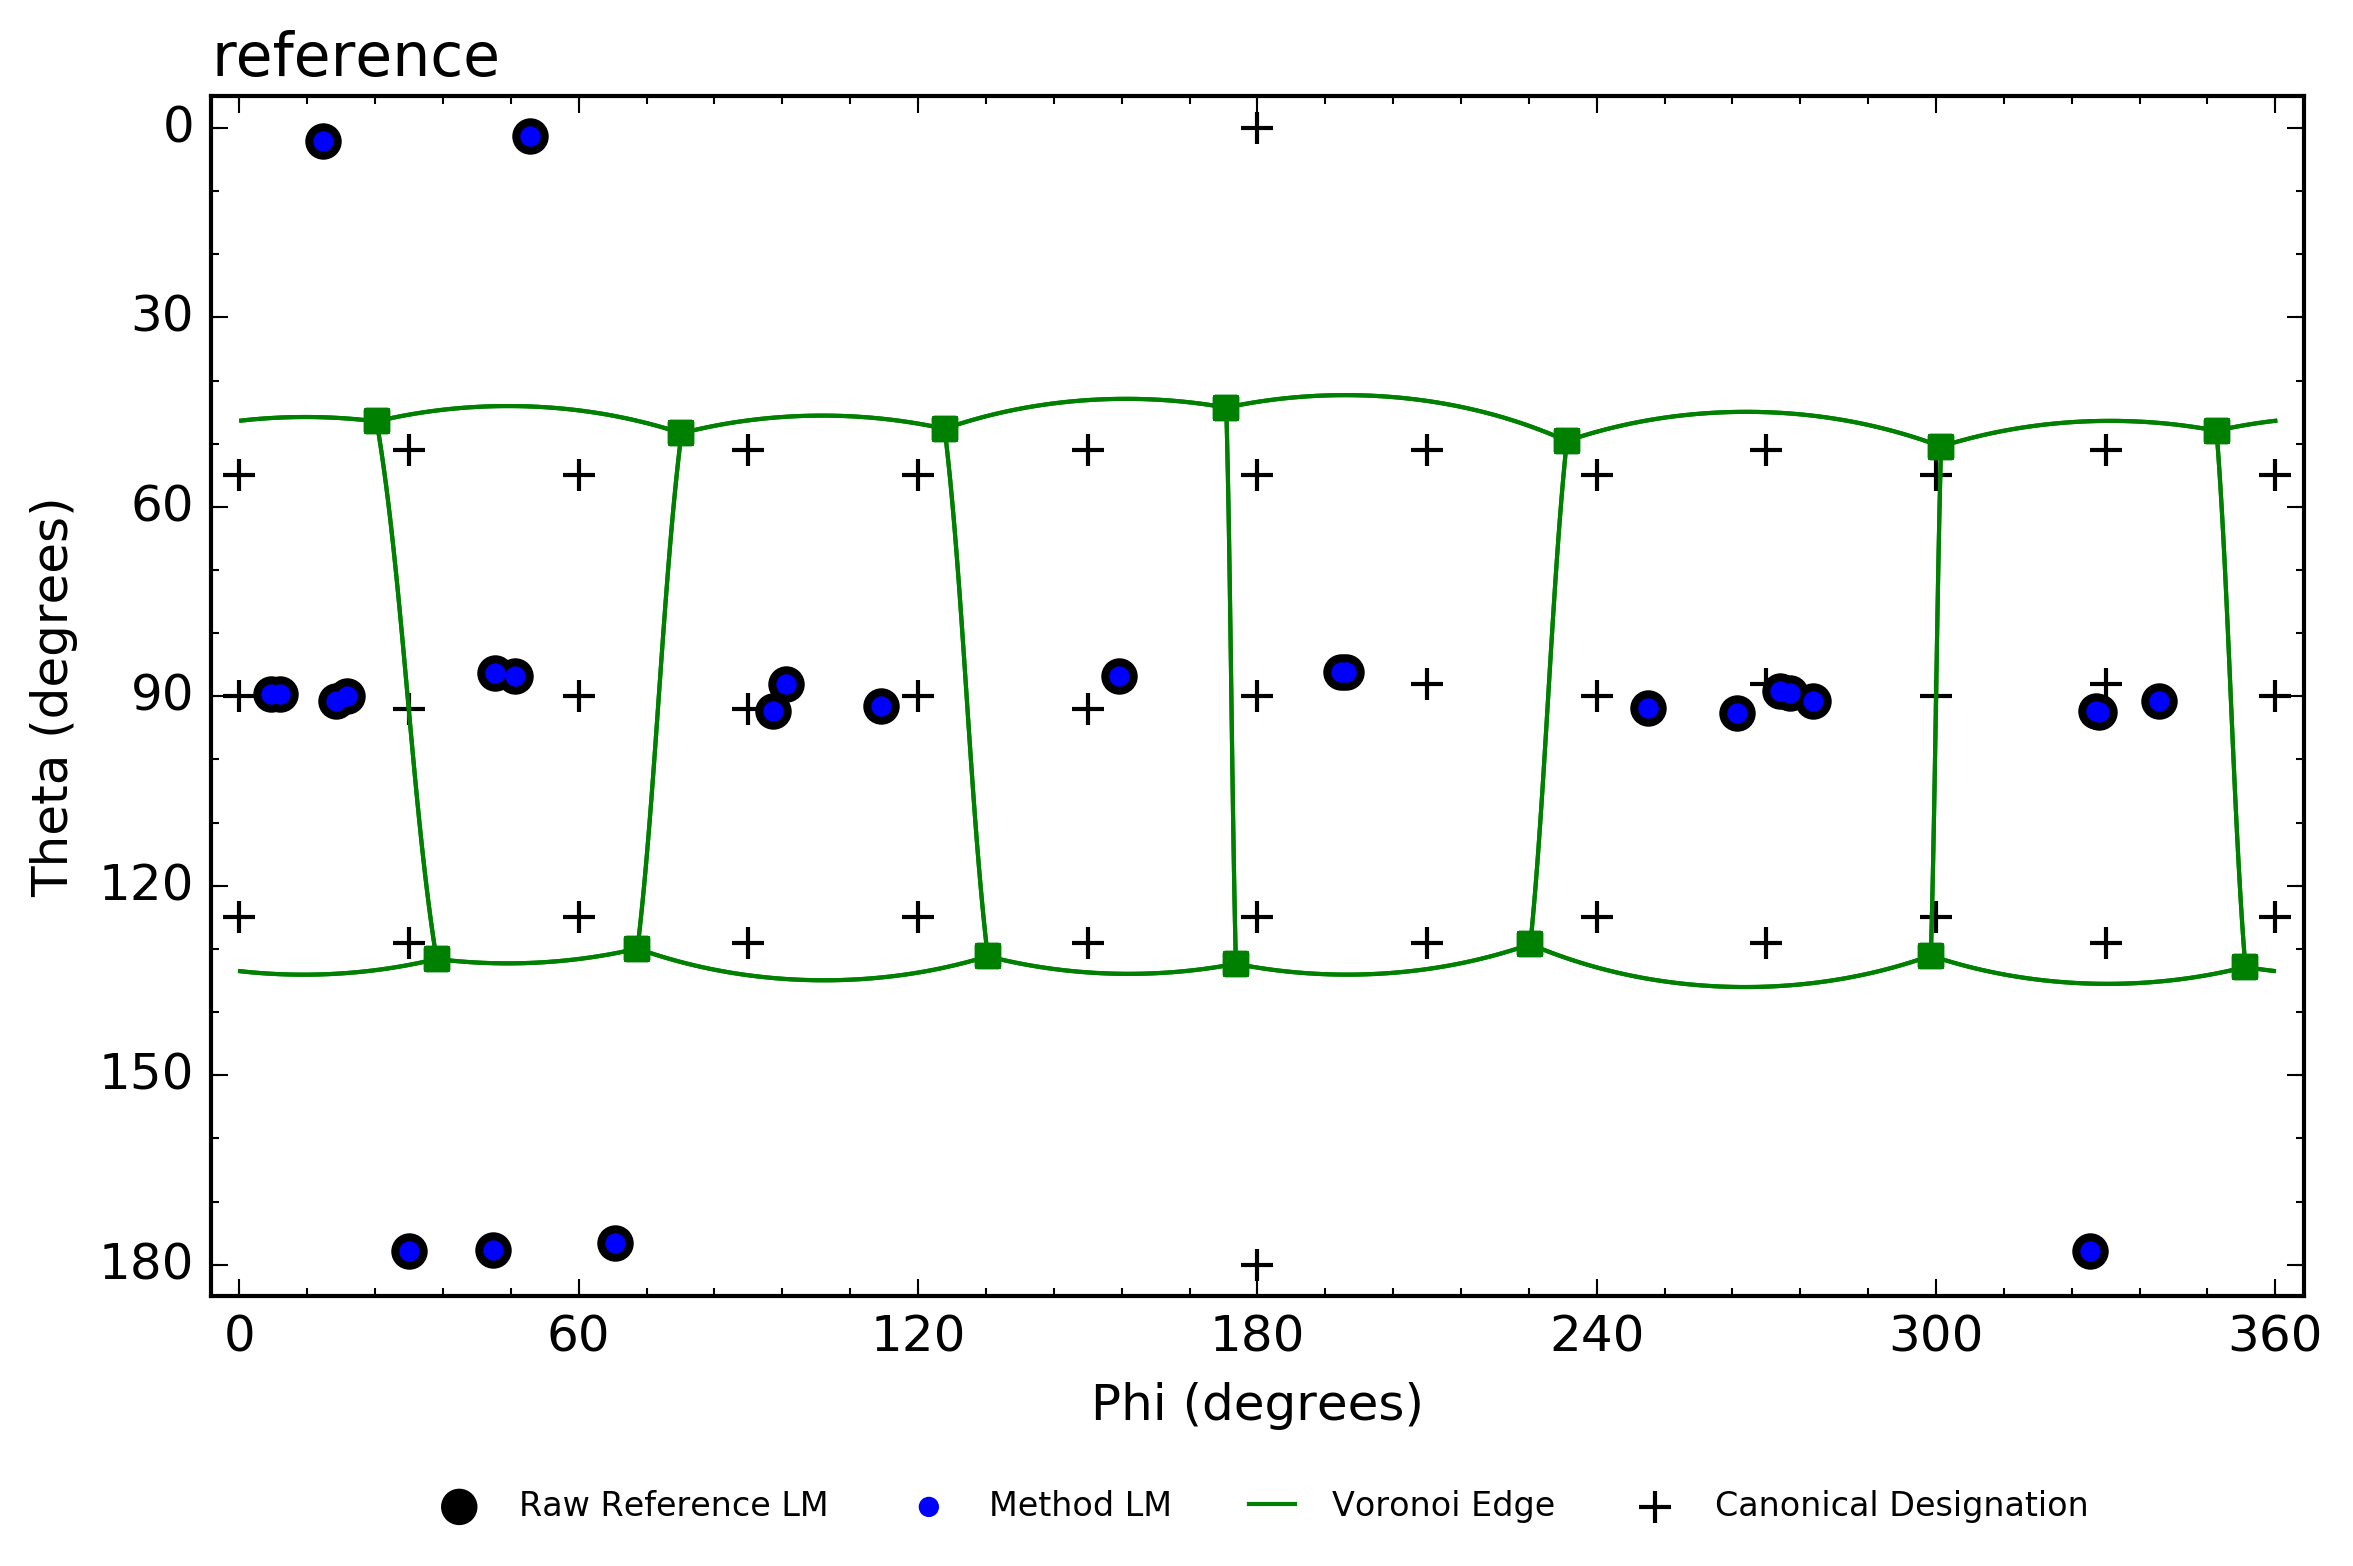 reference
0
30
60
90
120
150
180
Theta (degrees)
0 60 120 180 240 300 360
Phi (degrees)
Raw Reference LM Method LM Voronoi Edge Canonical Designation